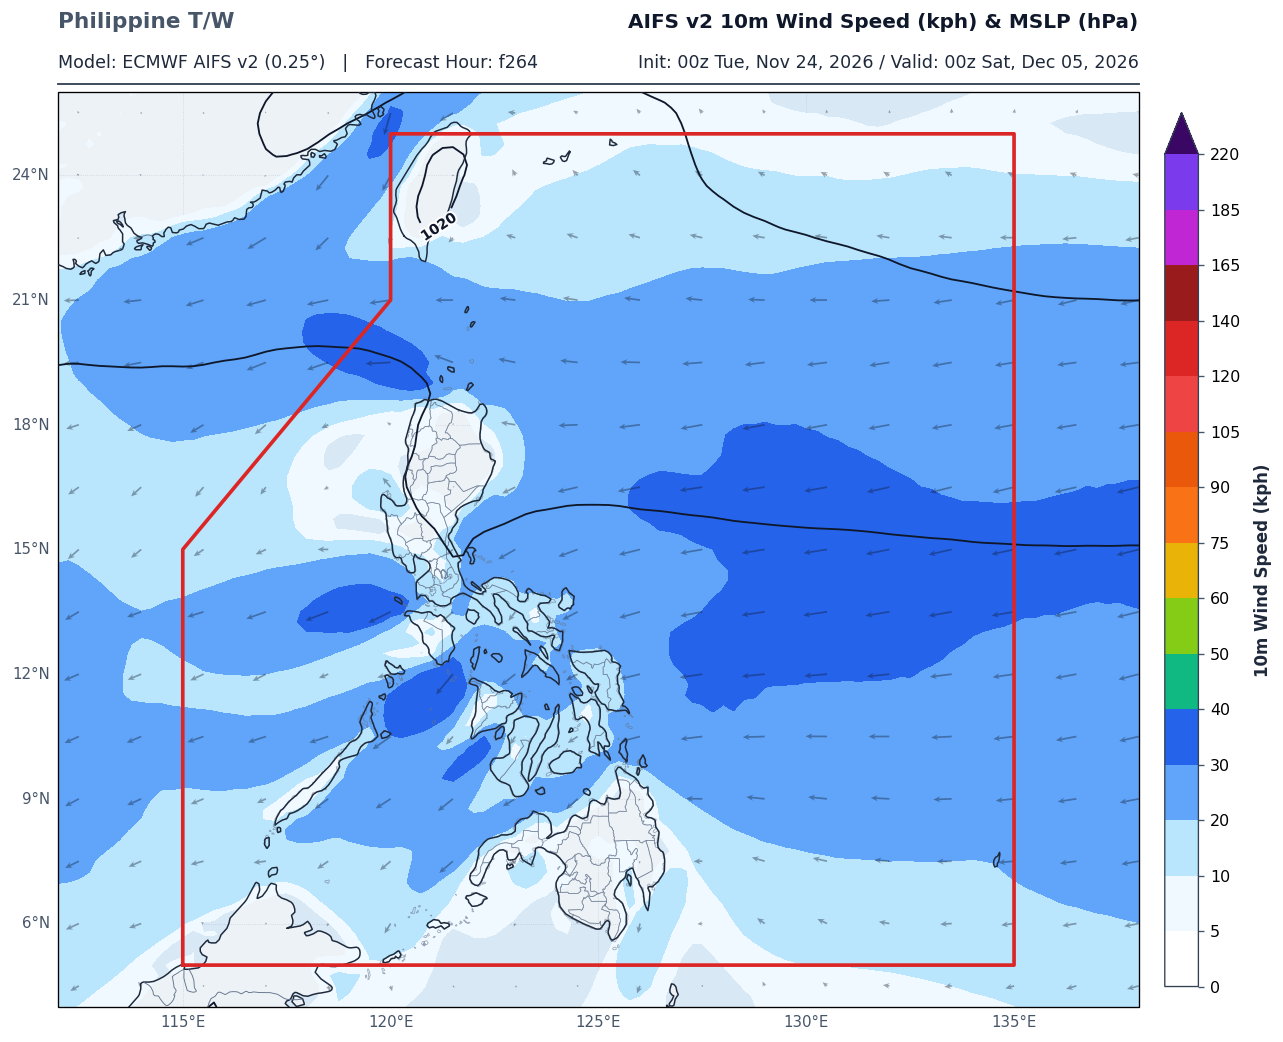 Philippine T/W
AIFS v2 10m Wind Speed (kph) & MSLP (hPa)
Model: ECMWF AIFS v2 (0.25°) | Forecast Hour: f264
Init: 00z Tue, Nov 24, 2026 / Valid: 00z Sat, Dec 05, 2026
24°N
21°N
18°N
15°N
12°N
9°N
6°N
1020
115°E
120°E
125°E
130°E
135°E
220
185
165
140
120
105
90
75
60
50
40
30
20
10
5
0
10m Wind Speed (kph)